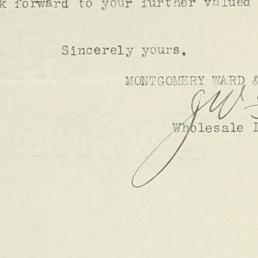 k forward to your further valued
Sincerely yours,
MONTGOMERY WARD &
Wholesale